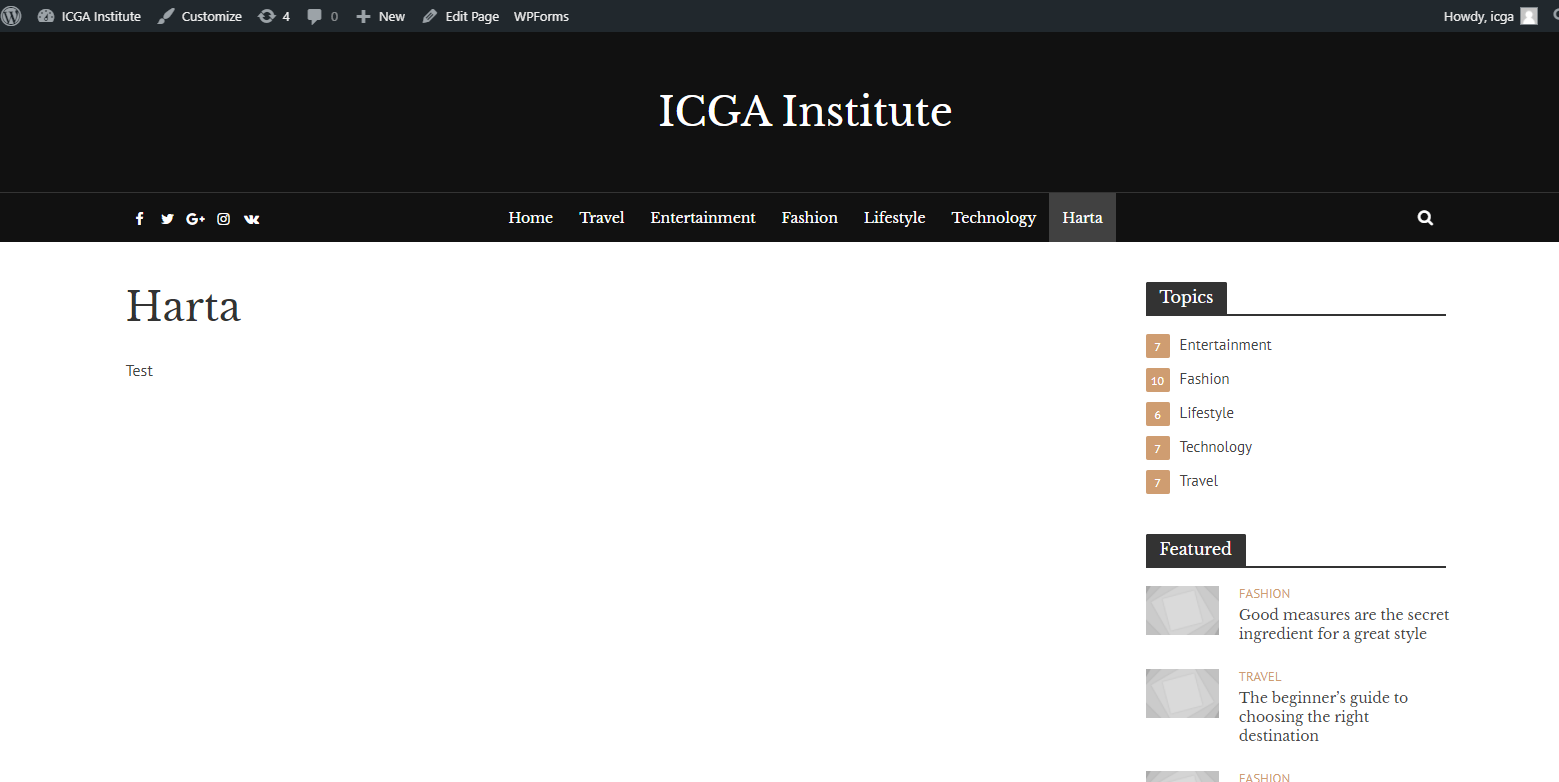 ICGA Institute Customize 4 0 New Edit Page WPForms Howdy, icga
ICGA Institute
Home Travel Entertainment Fashion Lifestyle Technology Harta
Harta
Test
Topics
7 Entertainment
10 Fashion
6 Lifestyle
7 Technology
7 Travel
Featured
FASHION
Good measures are the secret
ingredient for a great style
TRAVEL
The beginner's guide to
choosing the right
destination
FASHION